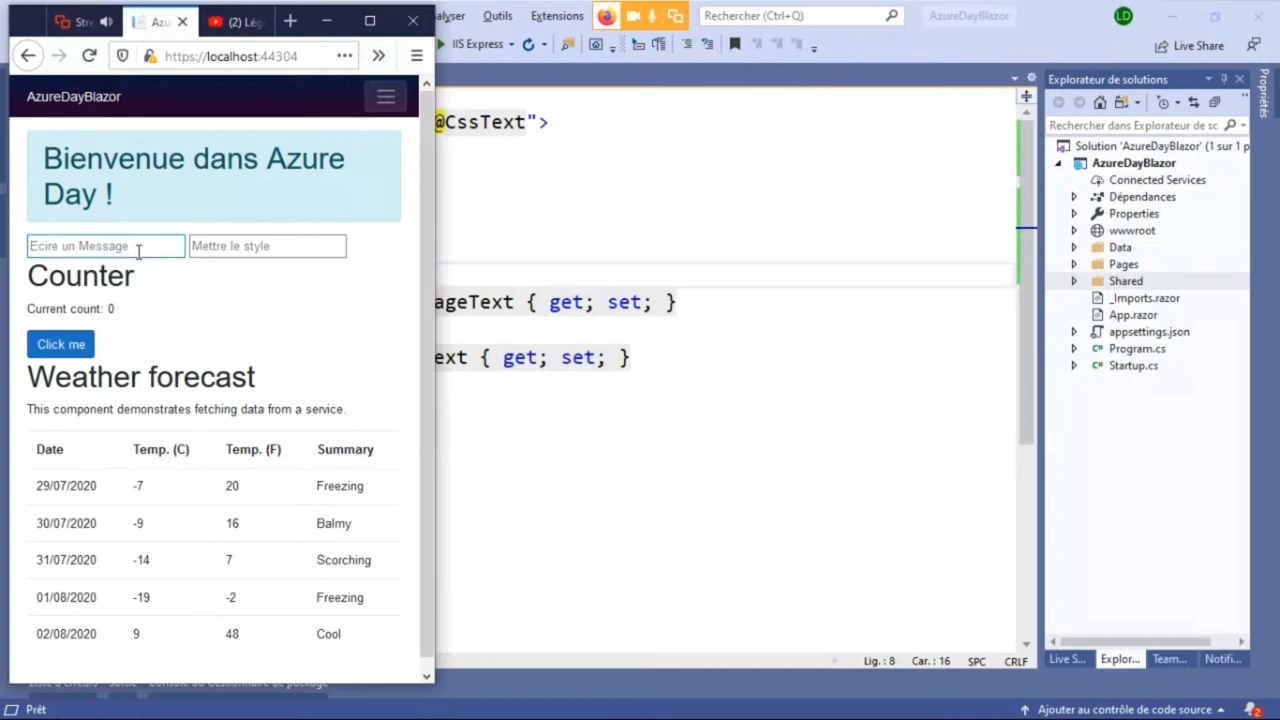 Stre
Azu
(2) Lég
https://localhost:44304
AzureDayBlazor
Bienvenue dans Azure
Day !
Ecire un Message
Mettre le style
Counter
Current count: 0
Click me
Weather forecast
This component demonstrates fetching data from a service.
Date Temp. (C) Temp. (F) Summary
29/07/2020 -7 20 Freezing
30/07/2020 -9 16 Balmy
31/07/2020 -14 7 Scorching
01/08/2020 -19 -2 Freezing
02/08/2020 9 48 Cool
alyser Outils Extensions
Rechercher (Ctrl+Q)
AzureDayBlazor
LD
IIS Express
Live Share
@CssText">
ageText { get; set; }
ext { get; set; }
Lig. : 8 Car. : 16 SPC CRLF
Explorateur de solutions
Rechercher dans Explorateur de sc
Solution 'AzureDayBlazor' (1 sur 1 p
AzureDayBlazor
Connected Services
Dépendances
Properties
wwwroot
Data
Pages
Shared
_Imports.razor
App.razor
appsettings.json
Program.cs
Startup.cs
Live S... Explor... Team... Notifi...
Propriétés
Prêt
Ajouter au contrôle de code source
2